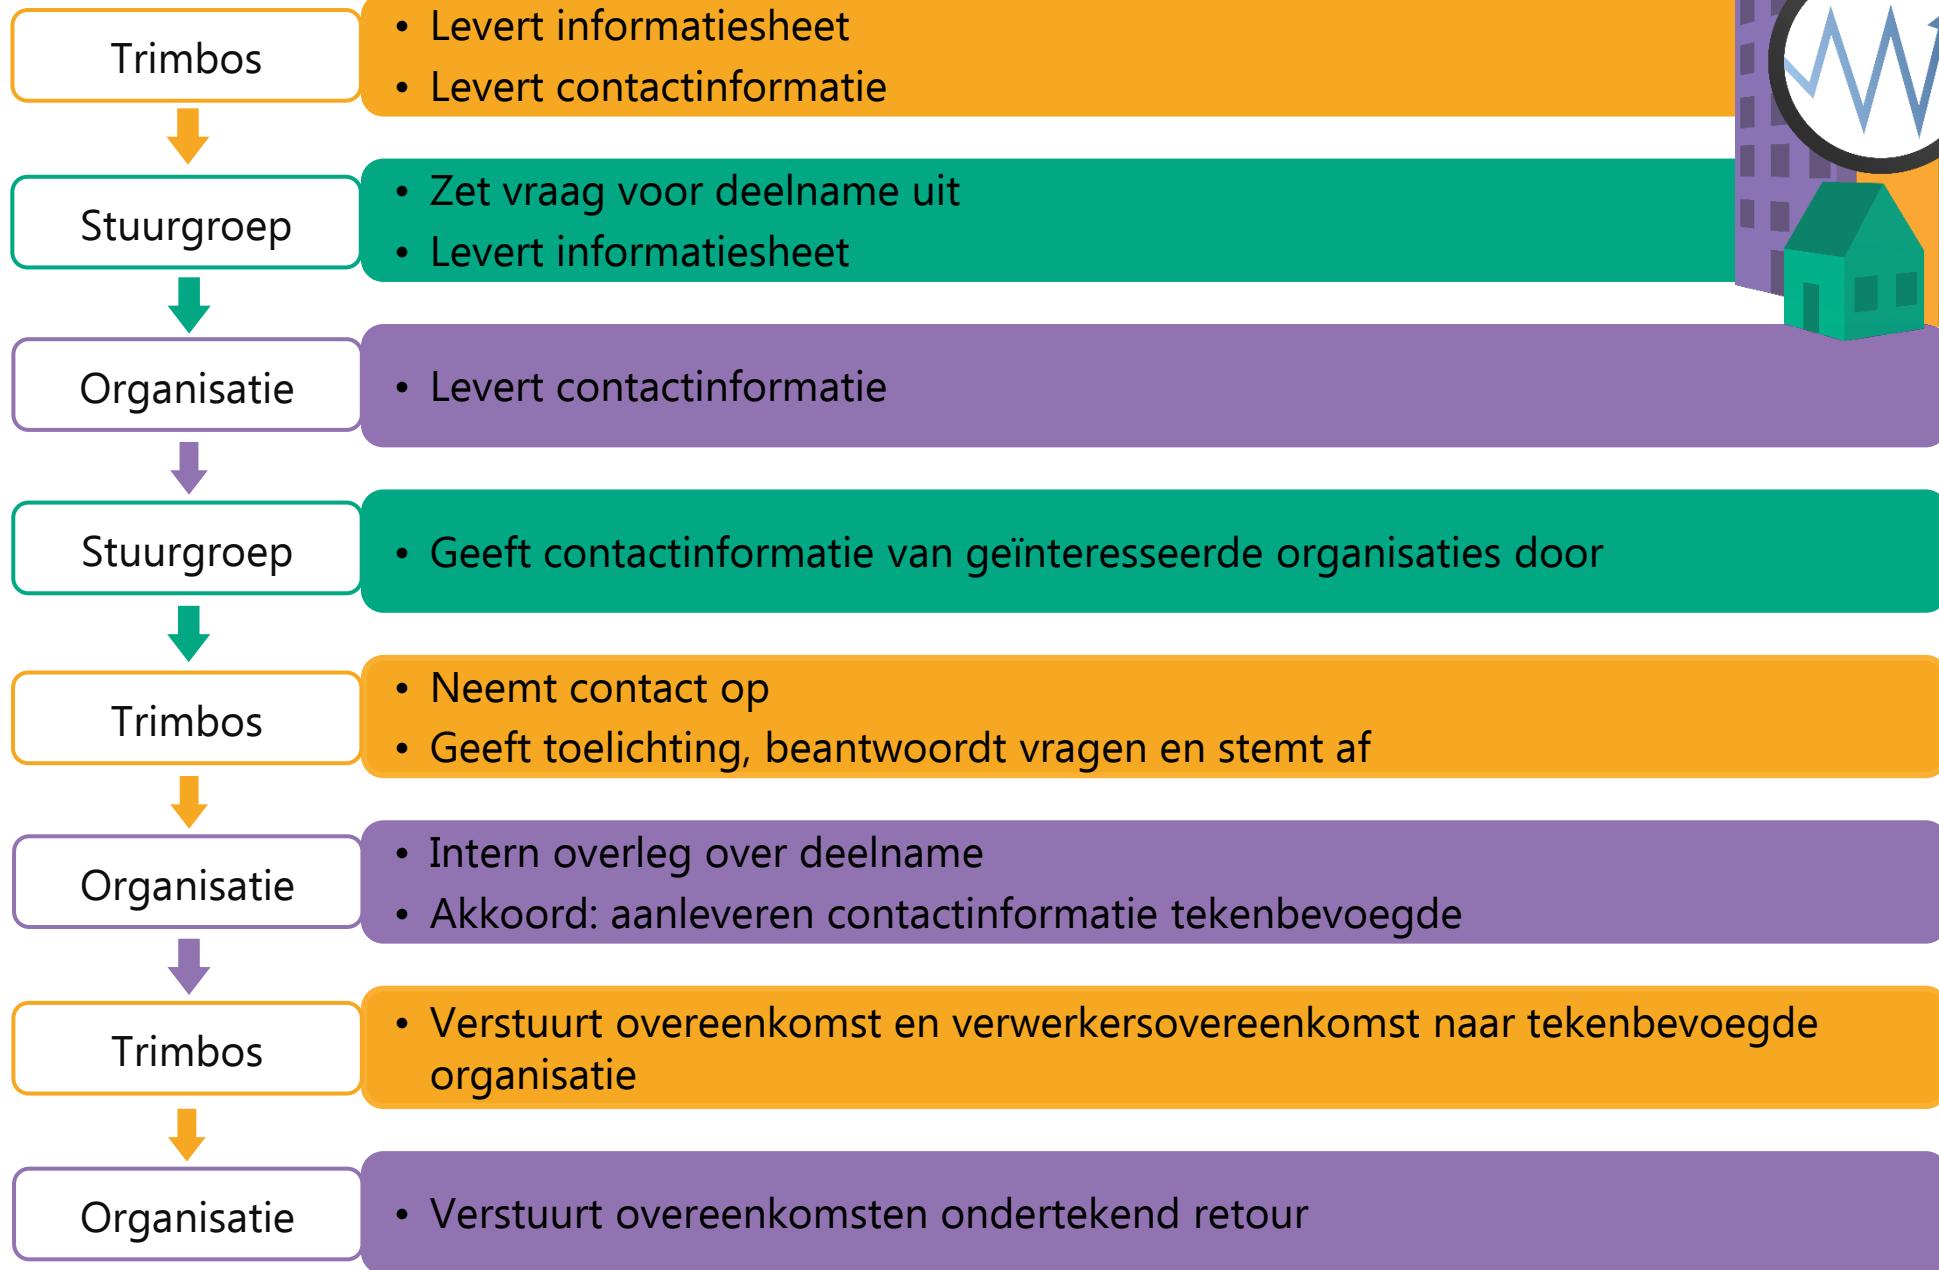 Trimbos
• Levert informatiesheet
• Levert contactinformatie
Stuurgroep
• Zet vraag voor deelname uit
• Levert informatiesheet
Organisatie
• Levert contactinformatie
Stuurgroep
• Geeft contactinformatie van geïnteresseerde organisaties door
Trimbos
• Neemt contact op
• Geeft toelichting, beantwoordt vragen en stemt af
Organisatie
• Intern overleg over deelname
• Akkoord: aanleveren contactinformatie tekenbevoegde
Trimbos
• Verstuurt overeenkomst en verwerkersovereenkomst naar tekenbevoegde
organisatie
Organisatie
• Verstuurt overeenkomsten ondertekend retour